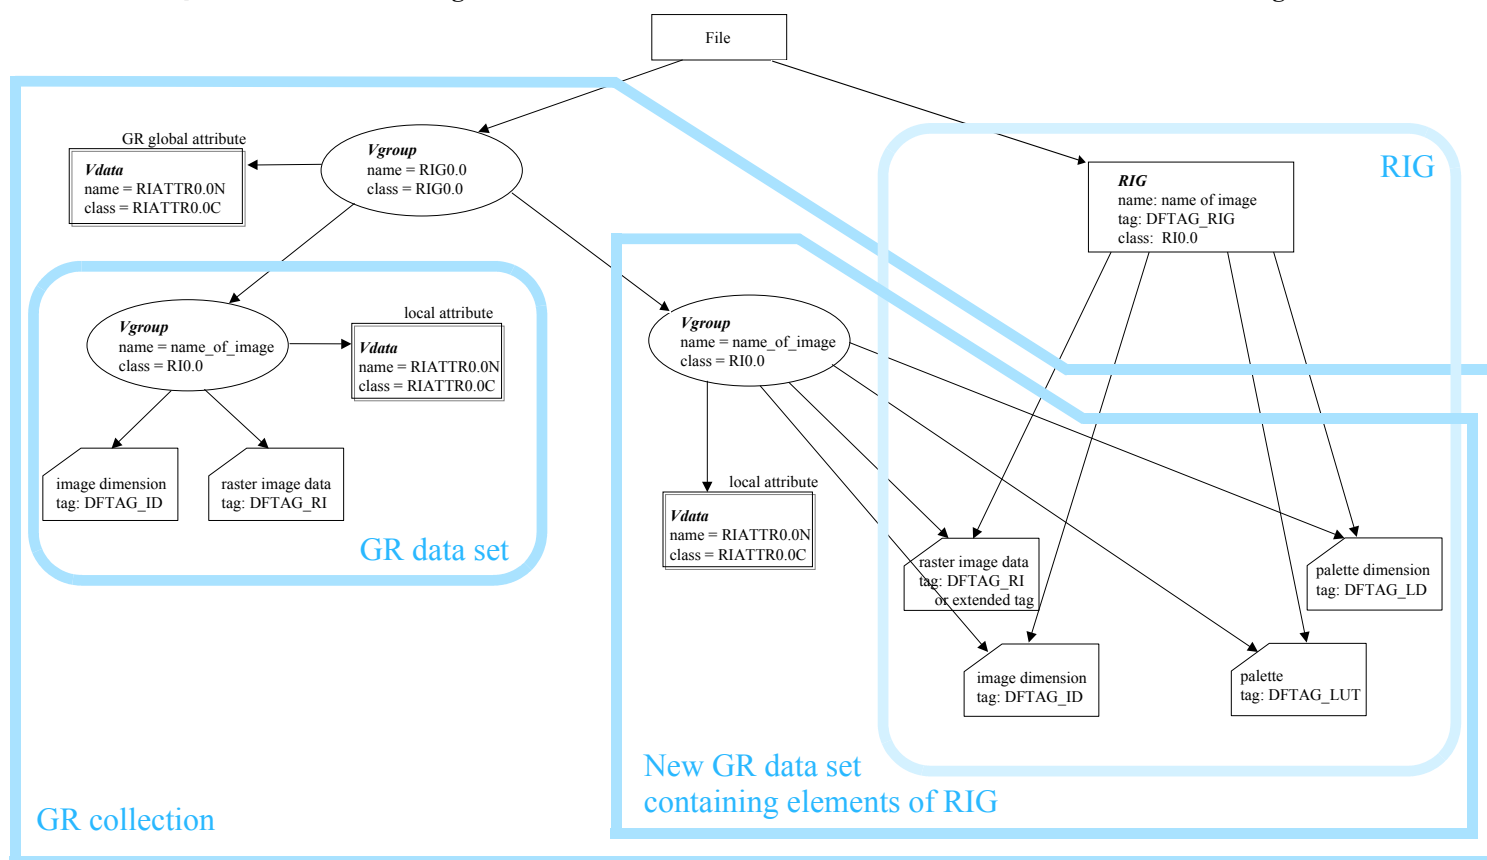 File
GR global attribute
Vdata
name = RIATTR0.0N
class = RIATTR0.0C
Vgroup
name = RIG0.0
class = RIG0.0
RIG
RIG
name: name of image
tag: DFTAG_RIG
class: RI0.0
Vgroup
name = name_of_image
class = RI0.0
local attribute
Vdata
name = RIATTR0.0N
class = RIATTR0.0C
image dimension
tag: DFTAG_ID
raster image data
tag: DFTAG_RI
GR data set
Vgroup
name = name_of_image
class = RI0.0
local attribute
Vdata
name = RIATTR0.0N
class = RIATTR0.0C
raster image data
tag: DFTAG_RI
or extended tag
palette dimension
tag: DFTAG_LD
image dimension
tag: DFTAG_ID
palette
tag: DFTAG_LUT
New GR data set
containing elements of RIG
GR collection